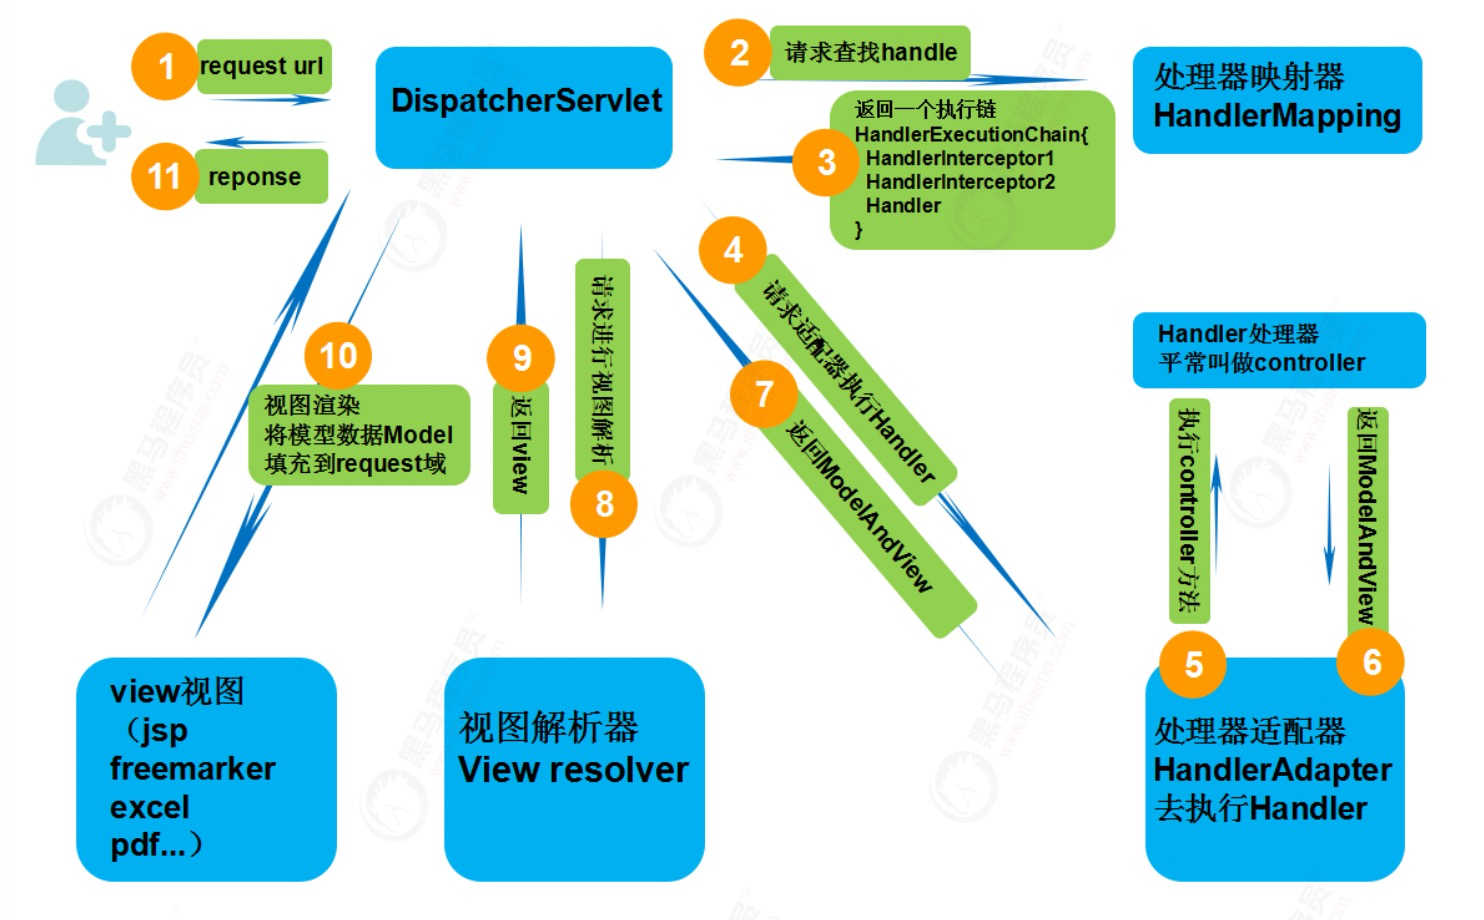 1
request url
DispatcherServlet
2
请求查找handle
处理器映射器
HandlerMapping
11
reponse
3
返回一个执行链
HandlerExecutionChain{
HandlerInterceptor1
HandlerInterceptor2
Handler
}
4
请求适配器执行Handler
7
返回ModelAndView
Handler处理器
平常叫做controller
10
视图渲染
将模型数据Model
填充到request域
9
返回view
请求进行视图解析
8
执行controller方法
返回ModelAndView
5
6
view视图
（jsp
freemarker
excel
pdf...）
视图解析器
View resolver
处理器适配器
HandlerAdapter
去执行Handler
黑马程序员
www.itheima.com